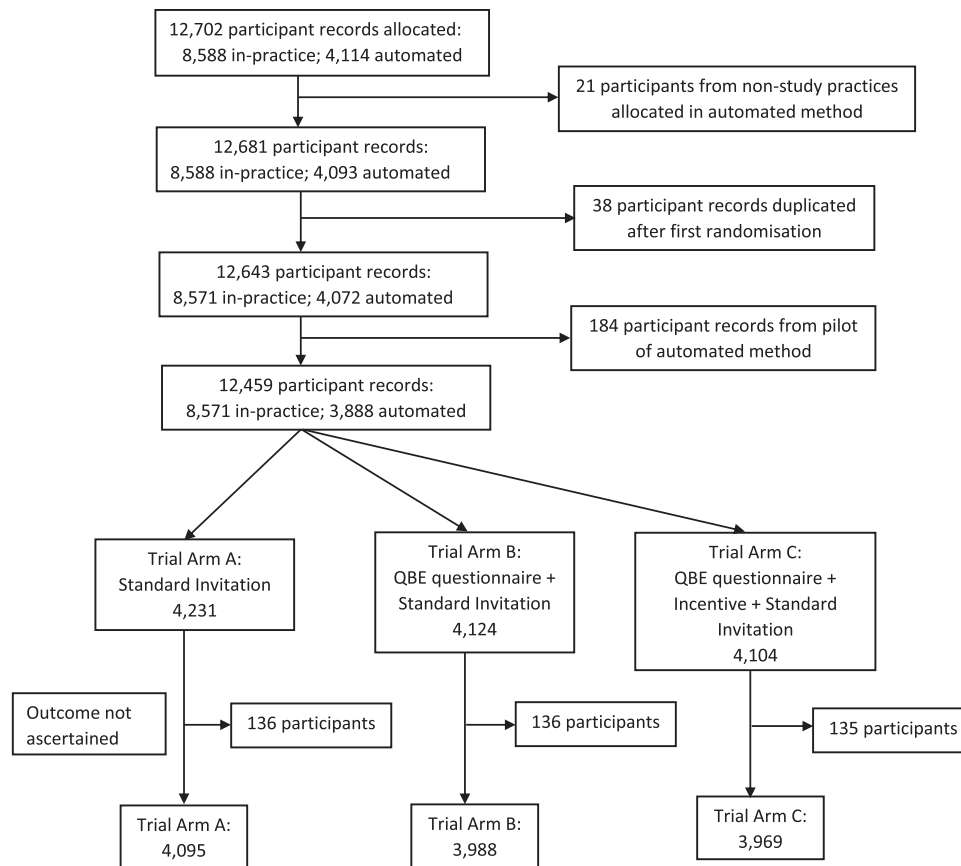 12,702 participant records allocated:
8,588 in-practice; 4,114 automated
21 participants from non-study practices
allocated in automated method
12,681 participant records:
8,588 in-practice; 4,093 automated
38 participant records duplicated
after first randomisation
12,643 participant records:
8,571 in-practice; 4,072 automated
184 participant records from pilot
of automated method
12,459 participant records:
8,571 in-practice; 3,888 automated
Trial Arm A:
Standard Invitation
4,231
Trial Arm B:
QBE questionnaire +
Standard Invitation
4,124
Trial Arm C:
QBE questionnaire +
Incentive + Standard
Invitation
4,104
Outcome not
ascertained
136 participants
136 participants
135 participants
Trial Arm A:
4,095
Trial Arm B:
3,988
Trial Arm C:
3,969